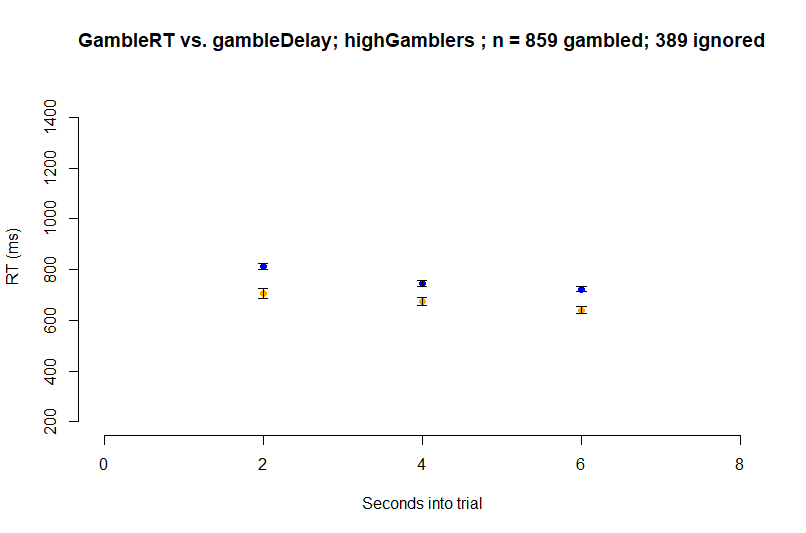 GambleRT vs. gambleDelay; highGamblers ; n = 859 gambled; 389 ignored
1400
1200
1000
800
600
400
200
RT (ms)
0 2 4 6 8
Seconds into trial